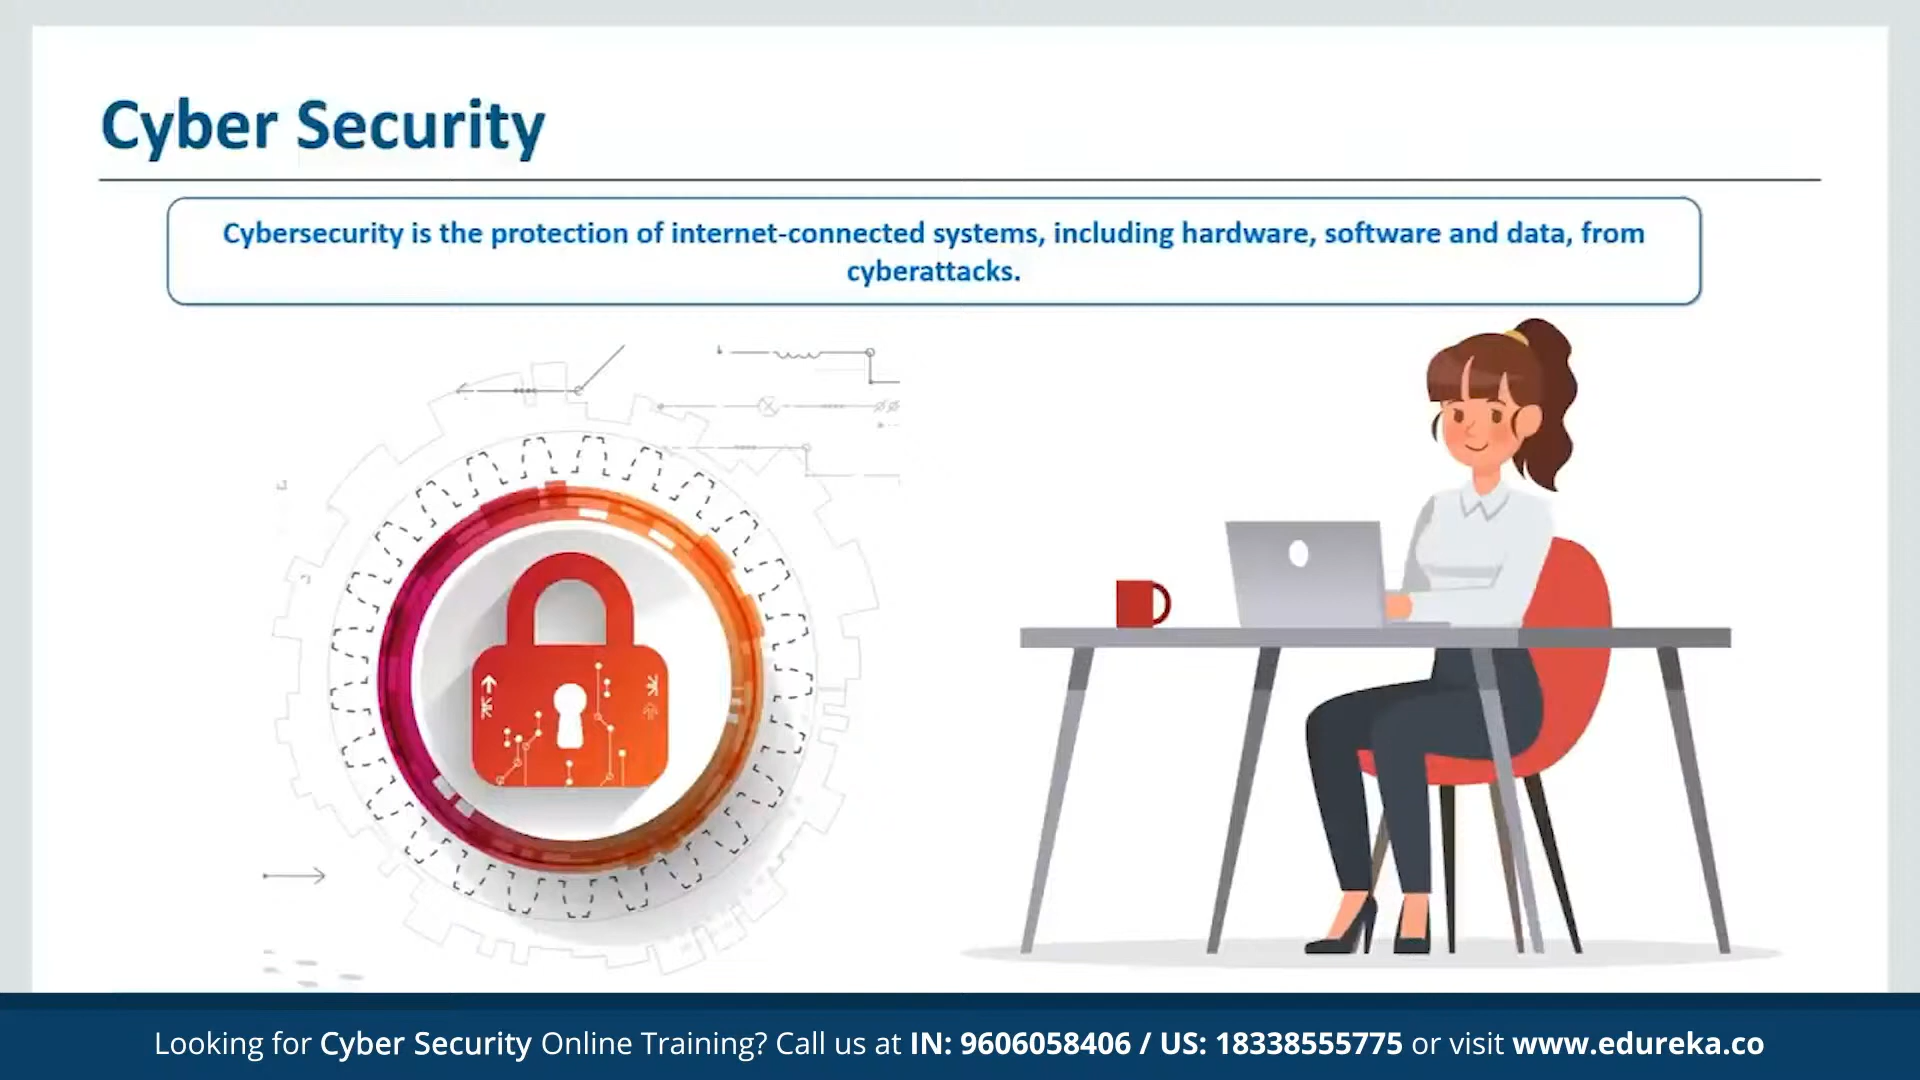 Cyber Security
Cybersecurity is the protection of internet-connected systems, including hardware, software and data, from
cyberattacks.
Looking for Cyber Security Online Training? Call us at IN: 9606058406 / US: 18338555775 or visit www.edureka.co